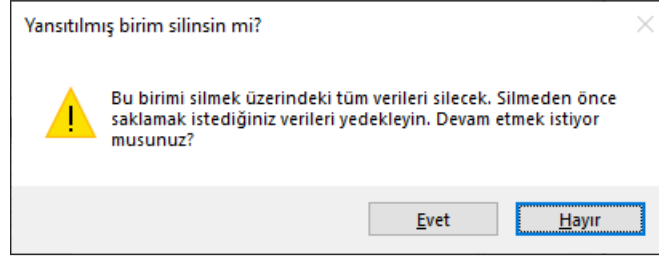 Yansıtılmış birim silinsin mi?
Bu birimi silmek üzerindeki tüm verileri silecek. Silmeden önce
saklamak istediğiniz verileri yedekleyin. Devam etmek istiyor
musunuz?
Evet
Hayır